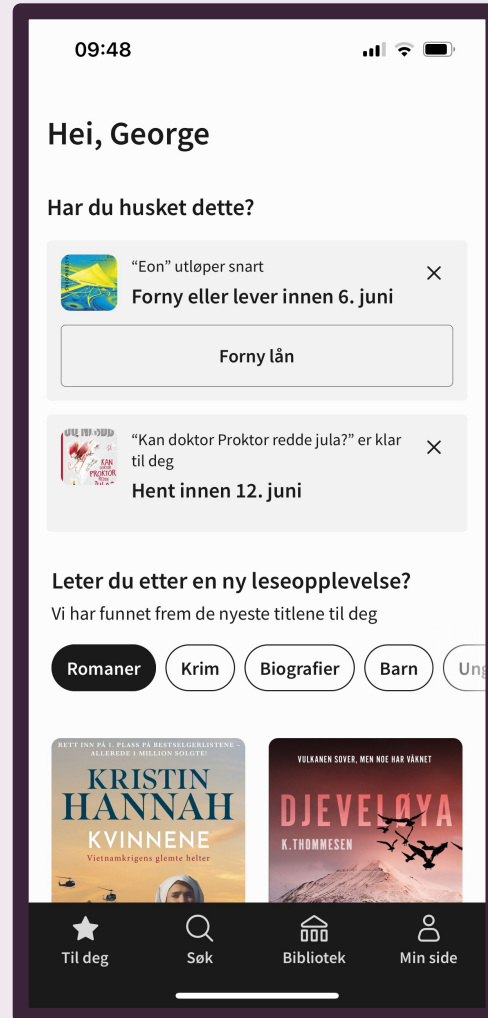 09:48
Hei, George
Har du husket dette?
“Eon” utløper snart
Forny eller lever innen 6. juni
Forny lån
“Kan doktor Proktor redde jula?” er klar
til deg
Hent innen 12. juni
KAN
PROKTOR
Leter du etter en ny leseopplevelse?
Vi har funnet frem de nyeste titlene til deg
Romaner
Krim
Biografier
Barn
Ung
RETT INN PÅ 1. PLASS PÅ BESTSELGERLISTENE –
ALLEREDE 1 MILLION SOLGTE!
KRISTIN
HANNAH
KVINNENE
Vietnamkrigens glemte helter
VULKANEN SOVER, MEN NOE HAR VÅKNET
DJEVELØYA
K.THOMMESEN
Til deg
Søk
Bibliotek
Min side